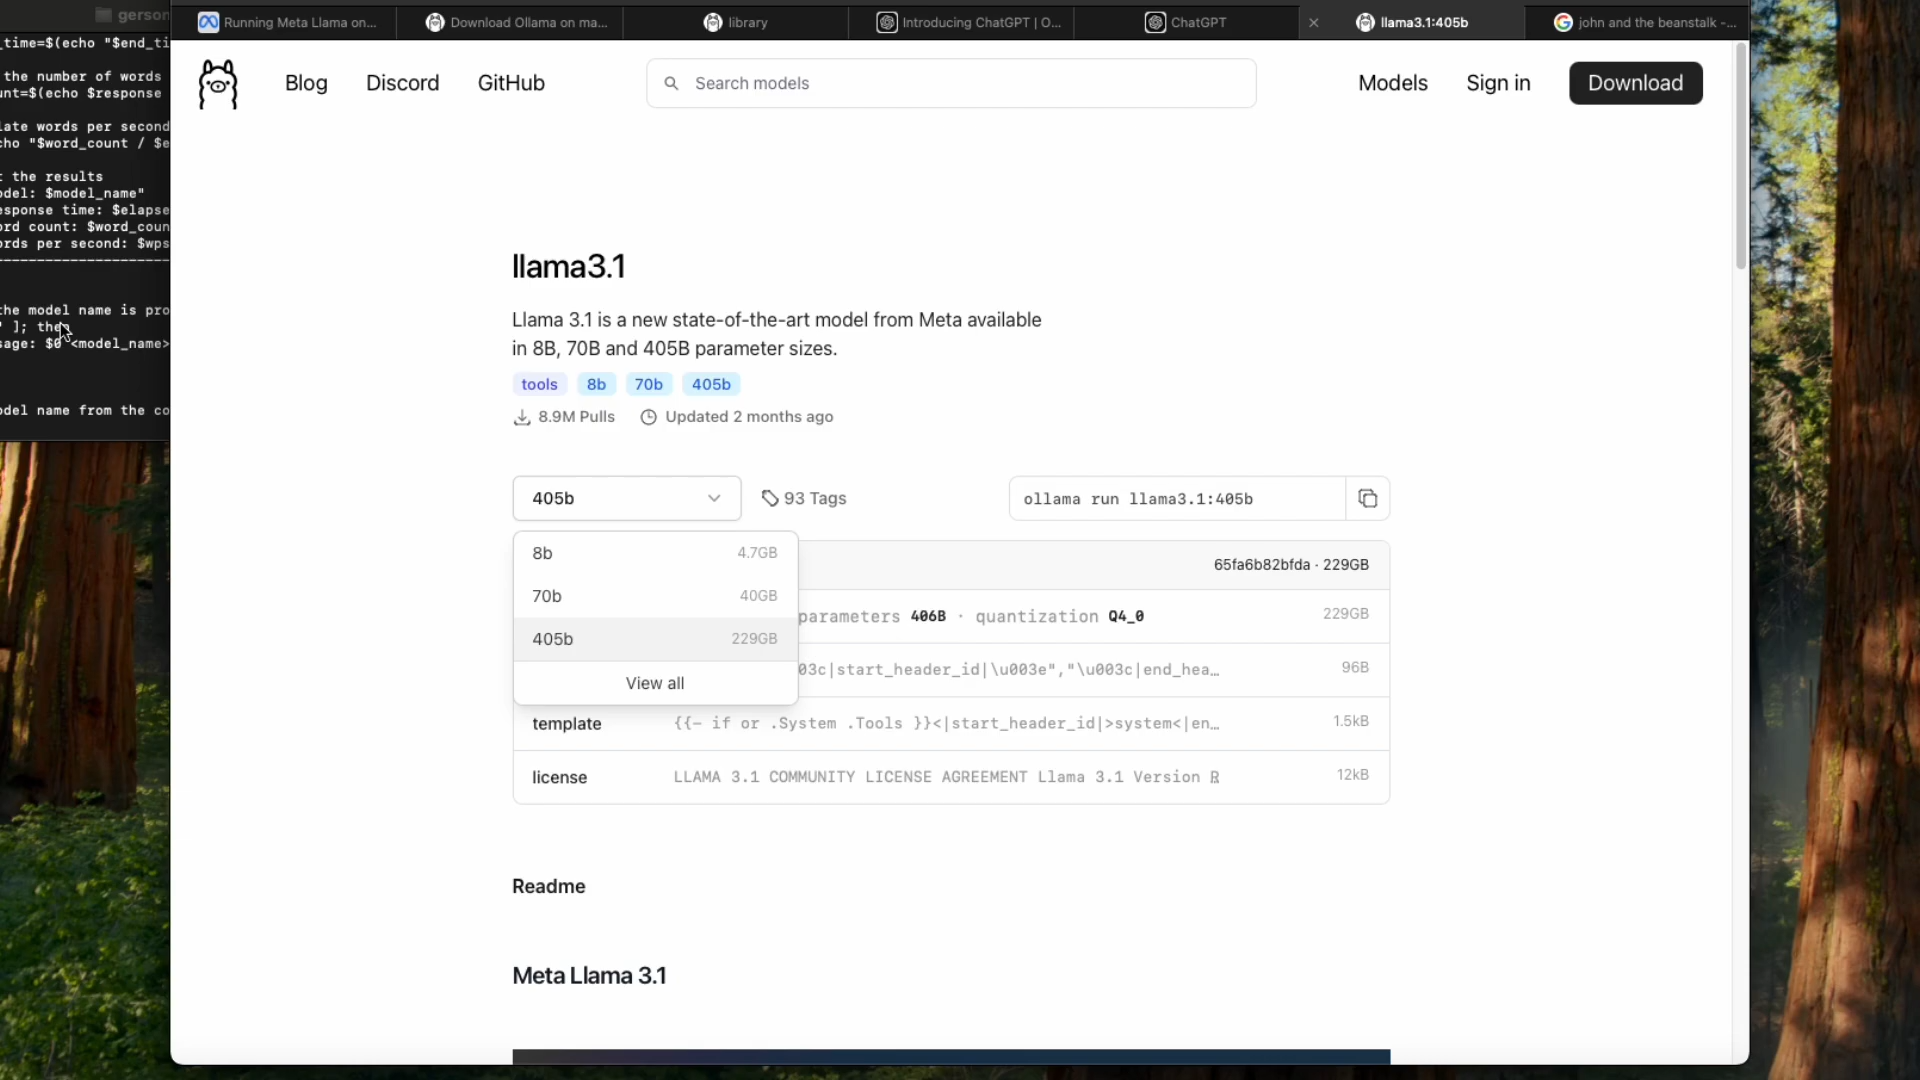 gerson
_time=$(echo "$end_ti
the number of words
unt=$(echo $response
late words per second
cho "$word_count / $e
t the results
odel: $model_name"
esponse time: $elapse
ord count: $word_coun
ords per second: $wps
the model name is pro
" ]; then
sage: $0 <model_name>
odel name from the co
Running Meta Llama on...
Download Ollama on ma...
library
Introducing ChatGPT | O...
ChatGPT
llama3.1:405b
john and the beanstalk -...
Blog
Discord
GitHub
Search models
Models
Sign in
Download
llama3.1
Llama 3.1 is a new state-of-the-art model from Meta available
in 8B, 70B and 405B parameter sizes.
tools 8b 70b 405b
8.9M Pulls Updated 2 months ago
405b
93 Tags
ollama run llama3.1:405b
8b 4.7GB
70b 40GB
405b 229GB
View all
65fa6b82bfda · 229GB
parameters 406B · quantization Q4_0 229GB
03c|start_header_id|\u003e","\u003c|end_hea… 96B
template {{- if or .System .Tools }}<|start_header_id|>system<|en… 1.5kB
license LLAMA 3.1 COMMUNITY LICENSE AGREEMENT Llama 3.1 Version R 12kB
Readme
Meta Llama 3.1